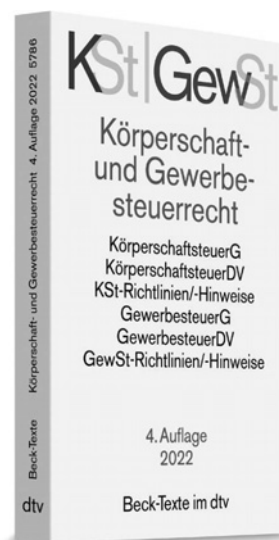 KSt|GewSt
Körperschaft-
und Gewerbe-
steuerrecht
KörperschaftsteuerG
KörperschaftsteuerDV
KSt-Richtlinien/-Hinweise
GewerbesteuerG
GewerbesteuerDV
GewSt-Richtlinien/-Hinweise
4. Auflage
2022
Beck-Texte im dtv
dtv Beck-Texte Körperschaft- und Gewerbesteuerrecht 4. Auflage 2022 5786